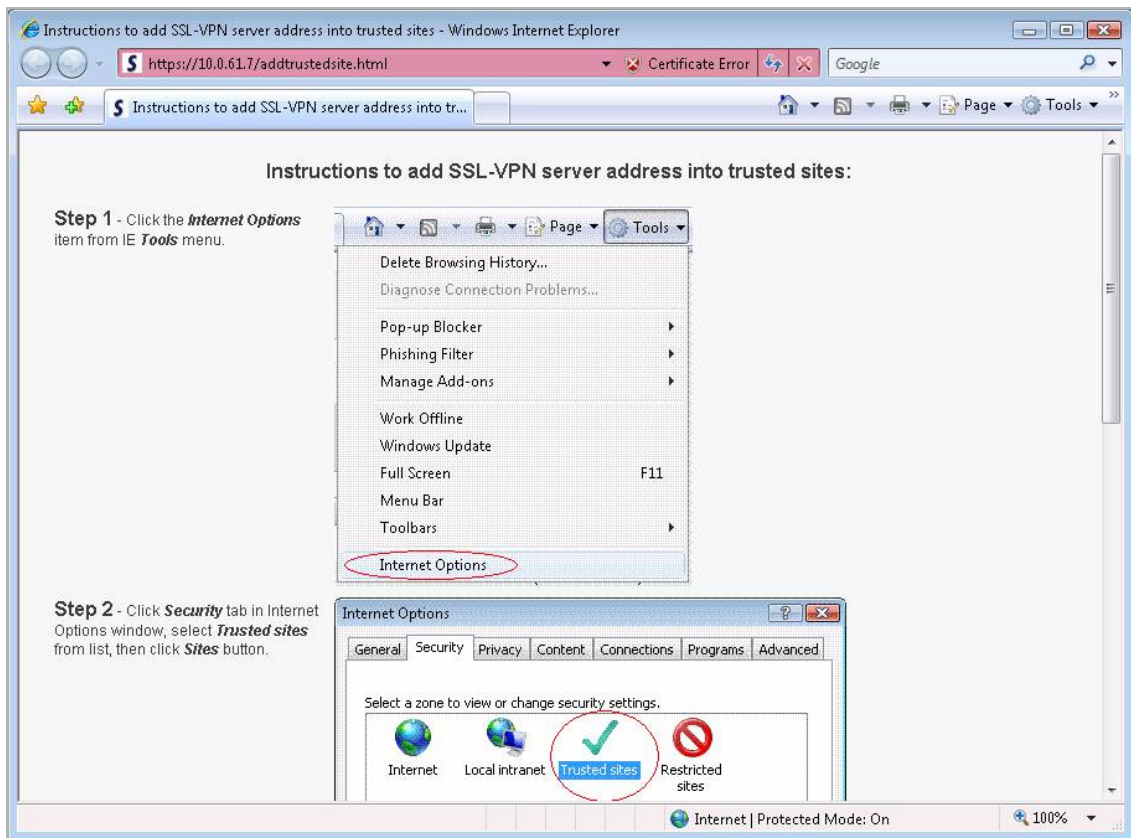 Instructions to add SSL-VPN server address into trusted sites - Windows Internet Explorer
https://10.0.61.7/addtrustedsite.html
Certificate Error
Google
Instructions to add SSL-VPN server address into tr...
Page
Tools
Instructions to add SSL-VPN server address into trusted sites:
Step 1 - Click the Internet Options
item from IE Tools menu.
Page
Tools
Delete Browsing History...
Diagnose Connection Problems...
Pop-up Blocker
Phishing Filter
Manage Add-ons
Work Offline
Windows Update
Full Screen F11
Menu Bar
Toolbars
Internet Options
Step 2 - Click Security tab in Internet
Options window, select Trusted sites
from list, then click Sites button.
Internet Options
General Security Privacy Content Connections Programs Advanced
Select a zone to view or change security settings.
Internet
Local intranet
Trusted sites
Restricted
sites
Internet | Protected Mode: On
100%